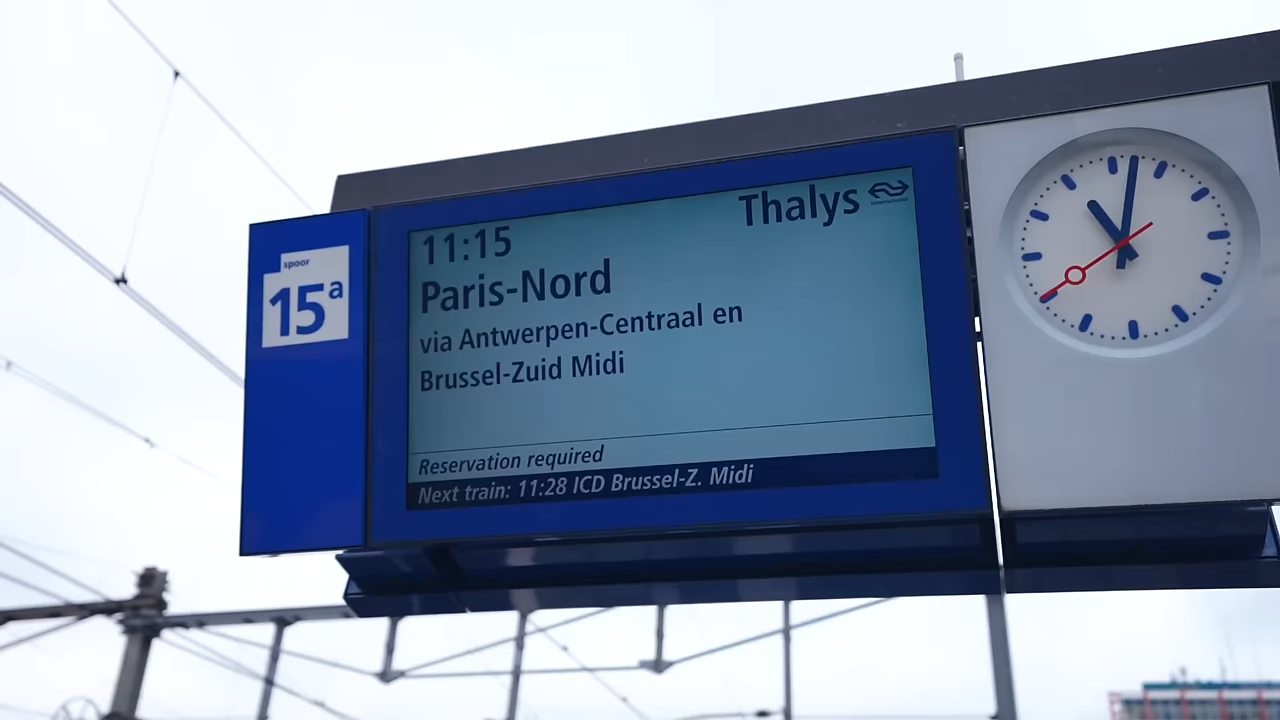 spoor
15a
Thalys
international
11:15
Paris-Nord
via Antwerpen-Centraal en
Brussel-Zuid Midi
Reservation required
Next train: 11:28 ICD Brussel-Z. Midi